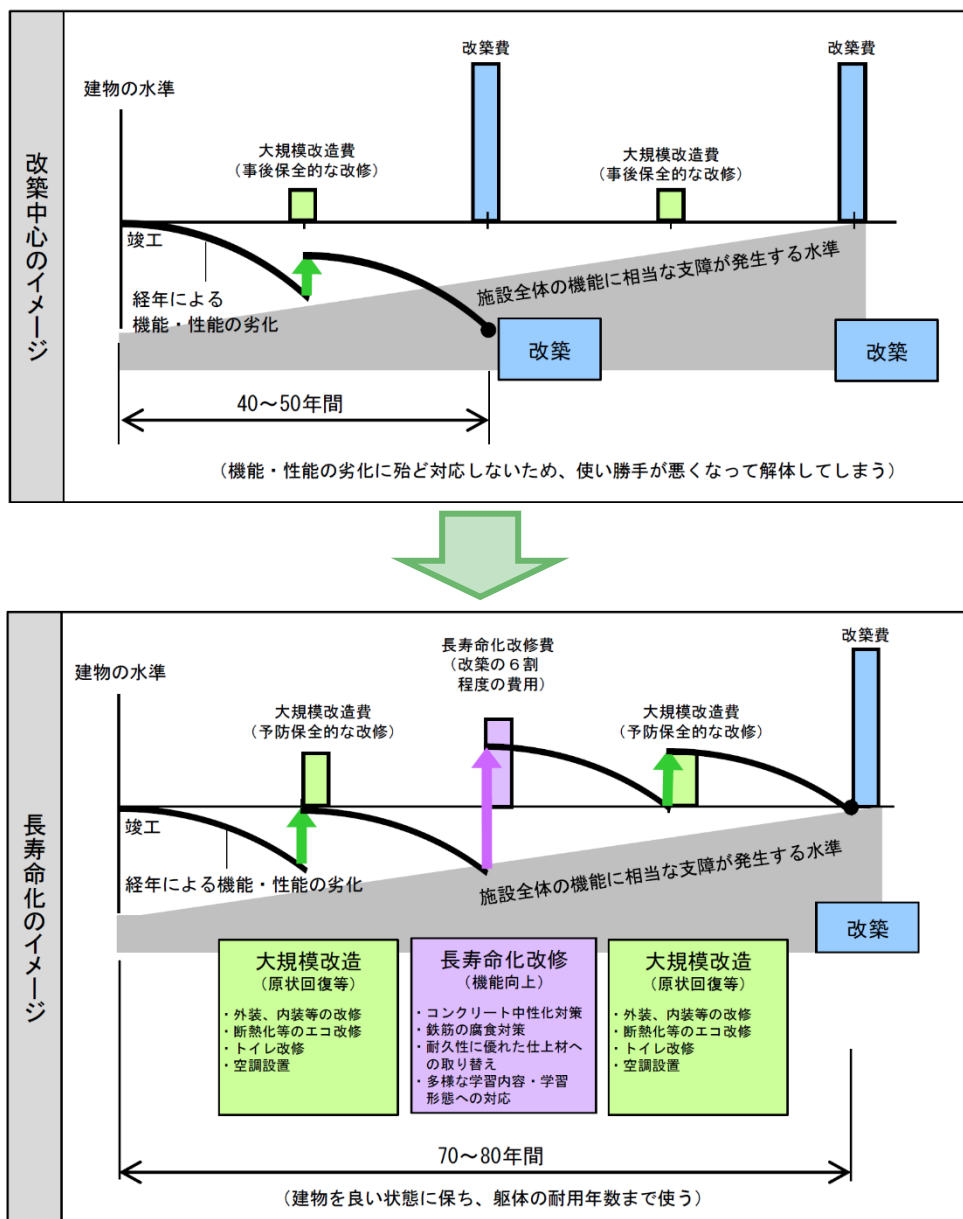 改築中心のイメージ
建物の水準
改築費
改築費
大規模改造費
(事後保全的な改修)
大規模改造費
(事後保全的な改修)
竣工
経年による
機能・性能の劣化
施設全体の機能に相当な支障が発生する水準
改築
改築
40～50年間
(機能・性能の劣化に殆ど対応しないため、使い勝手が悪くなって解体してしまう)
長寿命化のイメージ
建物の水準
長寿命化改修費
(改築の６割
程度の費用)
改築費
大規模改造費
(予防保全的な改修)
大規模改造費
(予防保全的な改修)
竣工
経年による機能・性能の劣化
施設全体の機能に相当な支障が発生する水準
改築
大規模改造
(原状回復等)
・外装、内装等の改修
・断熱化等のエコ改修
・トイレ改修
・空調設置
長寿命化改修
(機能向上)
・コンクリート中性化対策
・鉄筋の腐食対策
・耐久性に優れた仕上材へ
の取り替え
・多様な学習内容・学習
形態への対応
大規模改造
(原状回復等)
・外装、内装等の改修
・断熱化等のエコ改修
・トイレ改修
・空調設置
70～80年間
(建物を良い状態に保ち、躯体の耐用年数まで使う)